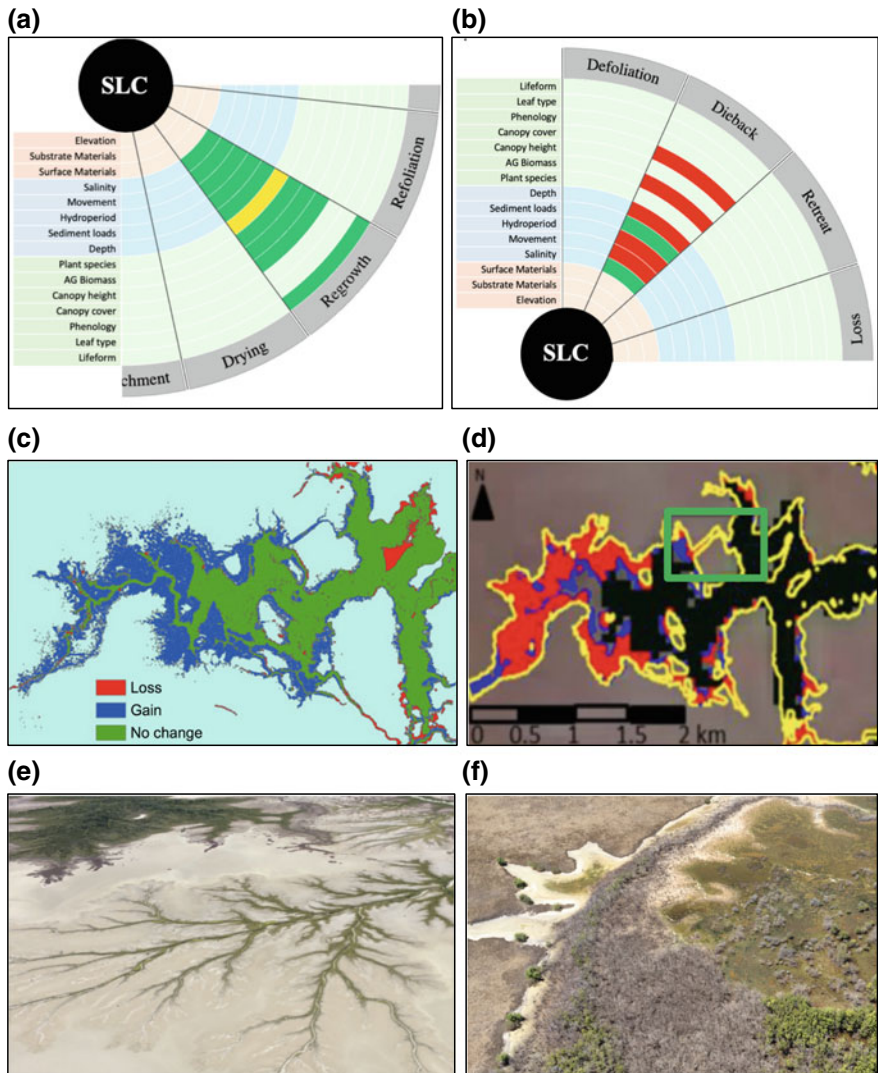 (a)
SLC
Elevation
Substrate Materials
Surface Materials
Salinity
Movement
Hydroperiod
Sediment loads
Depth
Plant species
AG Biomass
Canopy height
Canopy cover
Phenology
Leaf type
Lifeform
Refoliation
Regrowth
Drying
chment
(b)
Defoliation
Dieback
Retreat
Loss
Lifeform
Leaf type
Phenology
Canopy cover
Canopy height
AG Biomass
Plant species
Depth
Sediment loads
Hydroperiod
Movement
Salinity
Surface Materials
Substrate Materials
Elevation
SLC
(c)
Loss
Gain
No change
(d)
N
0 0.5 1 1.5 2 km
(e)
(f)